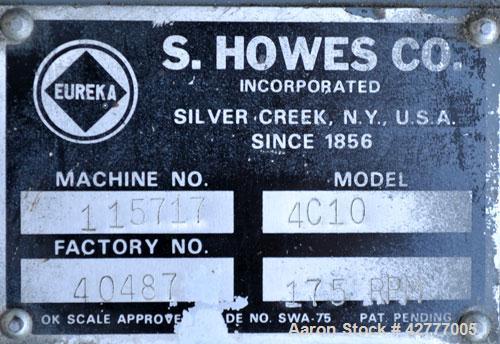 S. HOWES CO.
EUREKA
INCORPORATED
SILVER CREEK, N.Y., U.S.A.
SINCE 1856
MACHINE NO. MODEL
115717 4C10
FACTORY NO.
40487 175 RPM
OK SCALE APPROVE DE NO. SWA-75 PAT. PENDING
Aaron Stock # 42777005